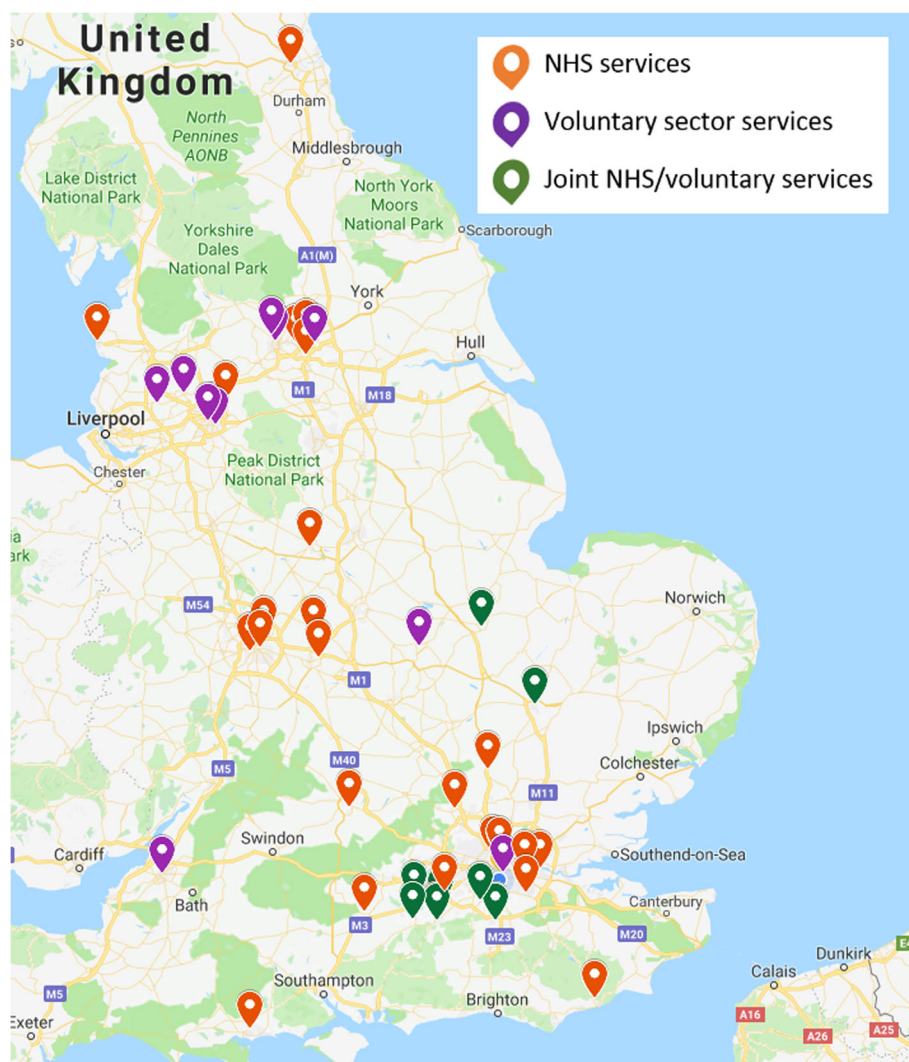 United
Kingdom
NHS services
Voluntary sector services
Joint NHS/voluntary services
Durham
North
Pennines
AONB
Middlesbrough
Lake District
National Park
North York
Moors
National Park
Yorkshire
Dales
National Park
Scarborough
A1(M)
York
Hull
M1
M18
Liverpool
Chester
Peak District
National Park
ia
ark
M54
Norwich
M1
Ipswich
Colchester
M5
M40
M11
Swindon
Cardiff
Southend-on-Sea
Bath
Canterbury
M3
M23
M20
Southampton
Brighton
M5
Exeter
Dunkirk
Calais
E4
A16
A26
A25